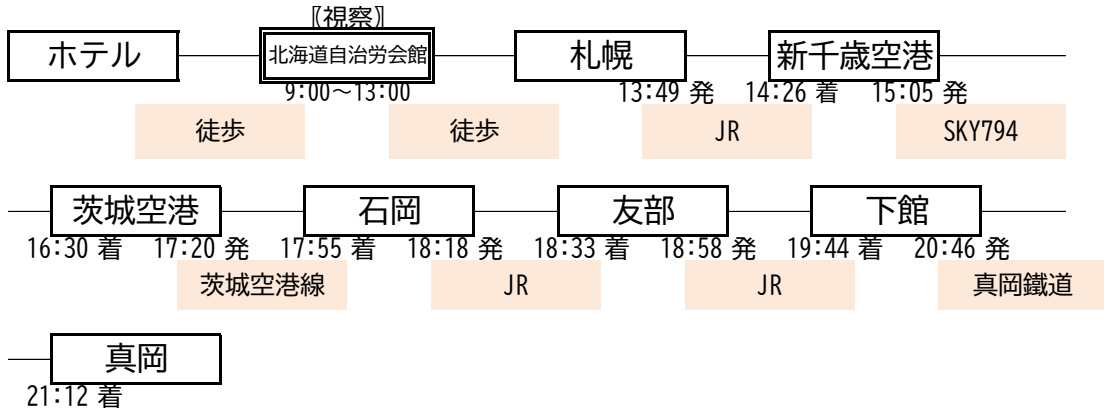 〖視察〗
ホテル 北海道自治労会館 札幌 新千歳空港
9:00～13:00 13:49 発 14:26 着 15:05 発
徒歩 徒歩 JR SKY794
茨城空港 石岡 友部 下館
16:30 着 17:20 発 17:55 着 18:18 発 18:33 着 18:58 発 19:44 着 20:46 発
茨城空港線 JR JR 真岡鐵道
真岡
21:12 着